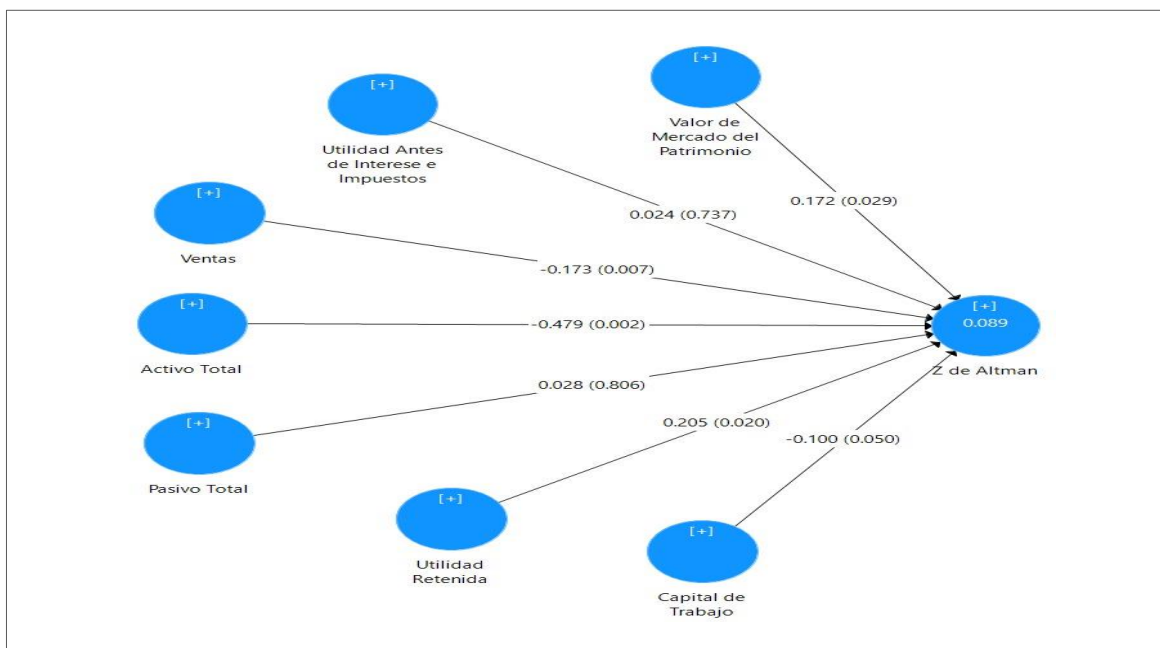 [+]
Valor de
Mercado del
Patrimonio
[+]
Utilidad Antes
de Interese e
Impuestos
0.172 (0.029)
0.024 (0.737)
[+]
Ventas
-0.173 (0.007)
[+]
Activo Total
-0.479 (0.002)
[+]
0.089
Z de Altman
0.028 (0.806)
[+]
Pasivo Total
0.205 (0.020)
-0.100 (0.050)
[+]
Utilidad
Retenida
[+]
Capital de
Trabajo